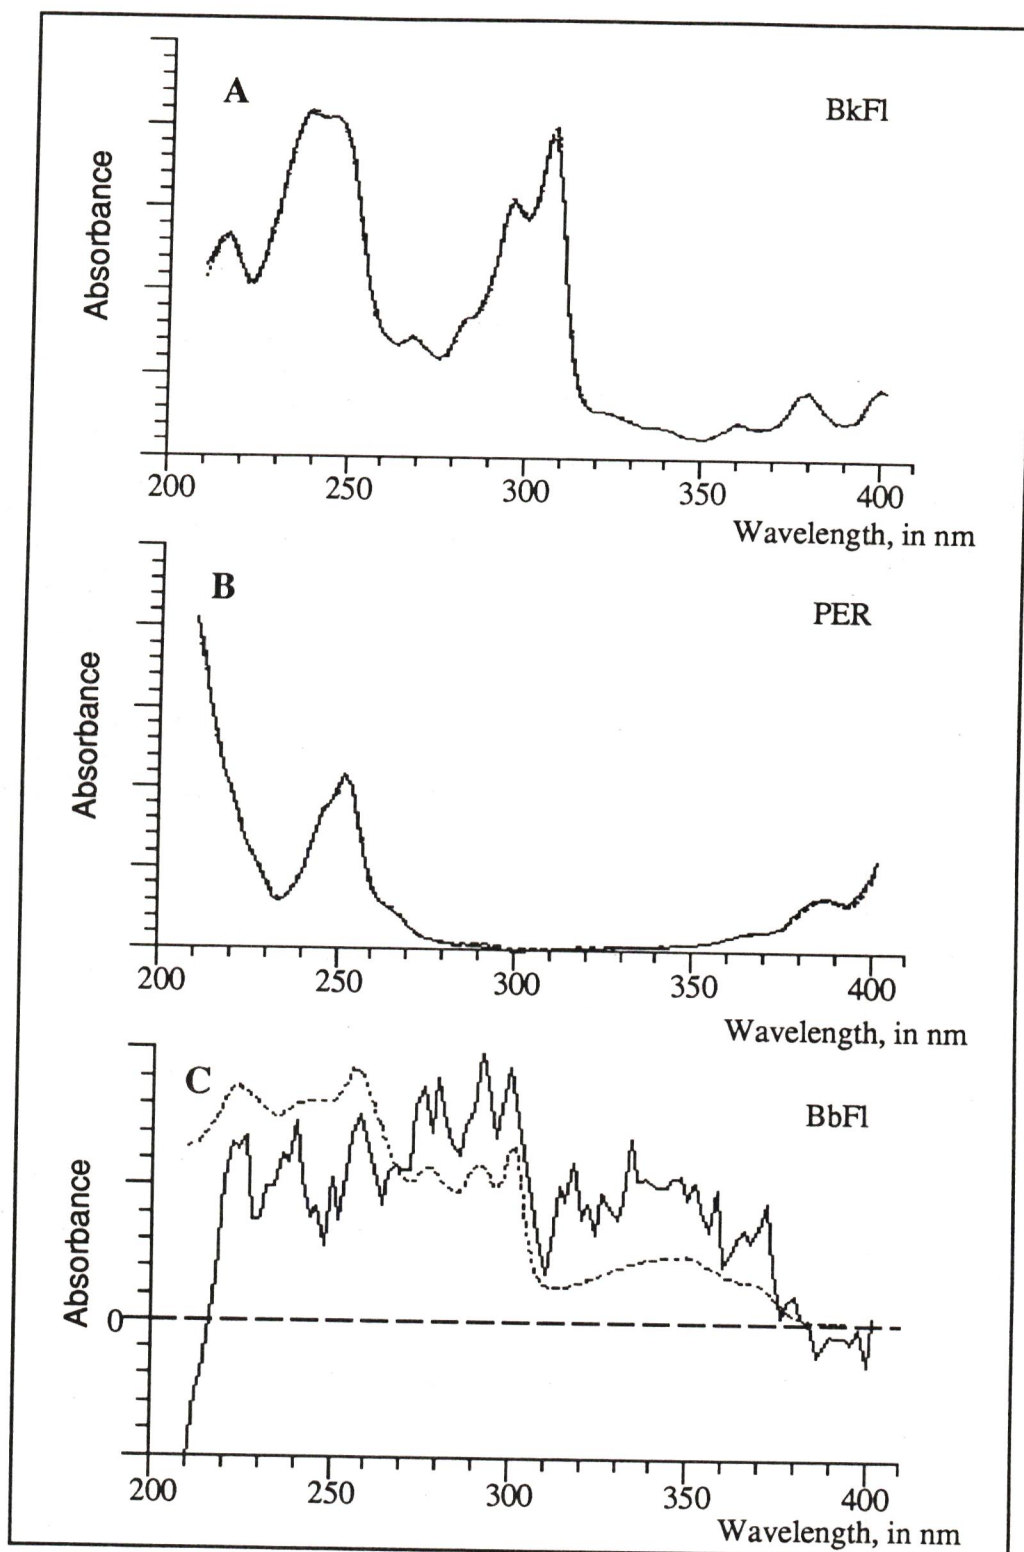 A
BkFl
Absorbance
200 250 300 350 400
Wavelength, in nm
B
PER
Absorbance
200 250 300 350 400
Wavelength, in nm
C
BbFl
Absorbance
0
200 250 300 350 400
Wavelength, in nm